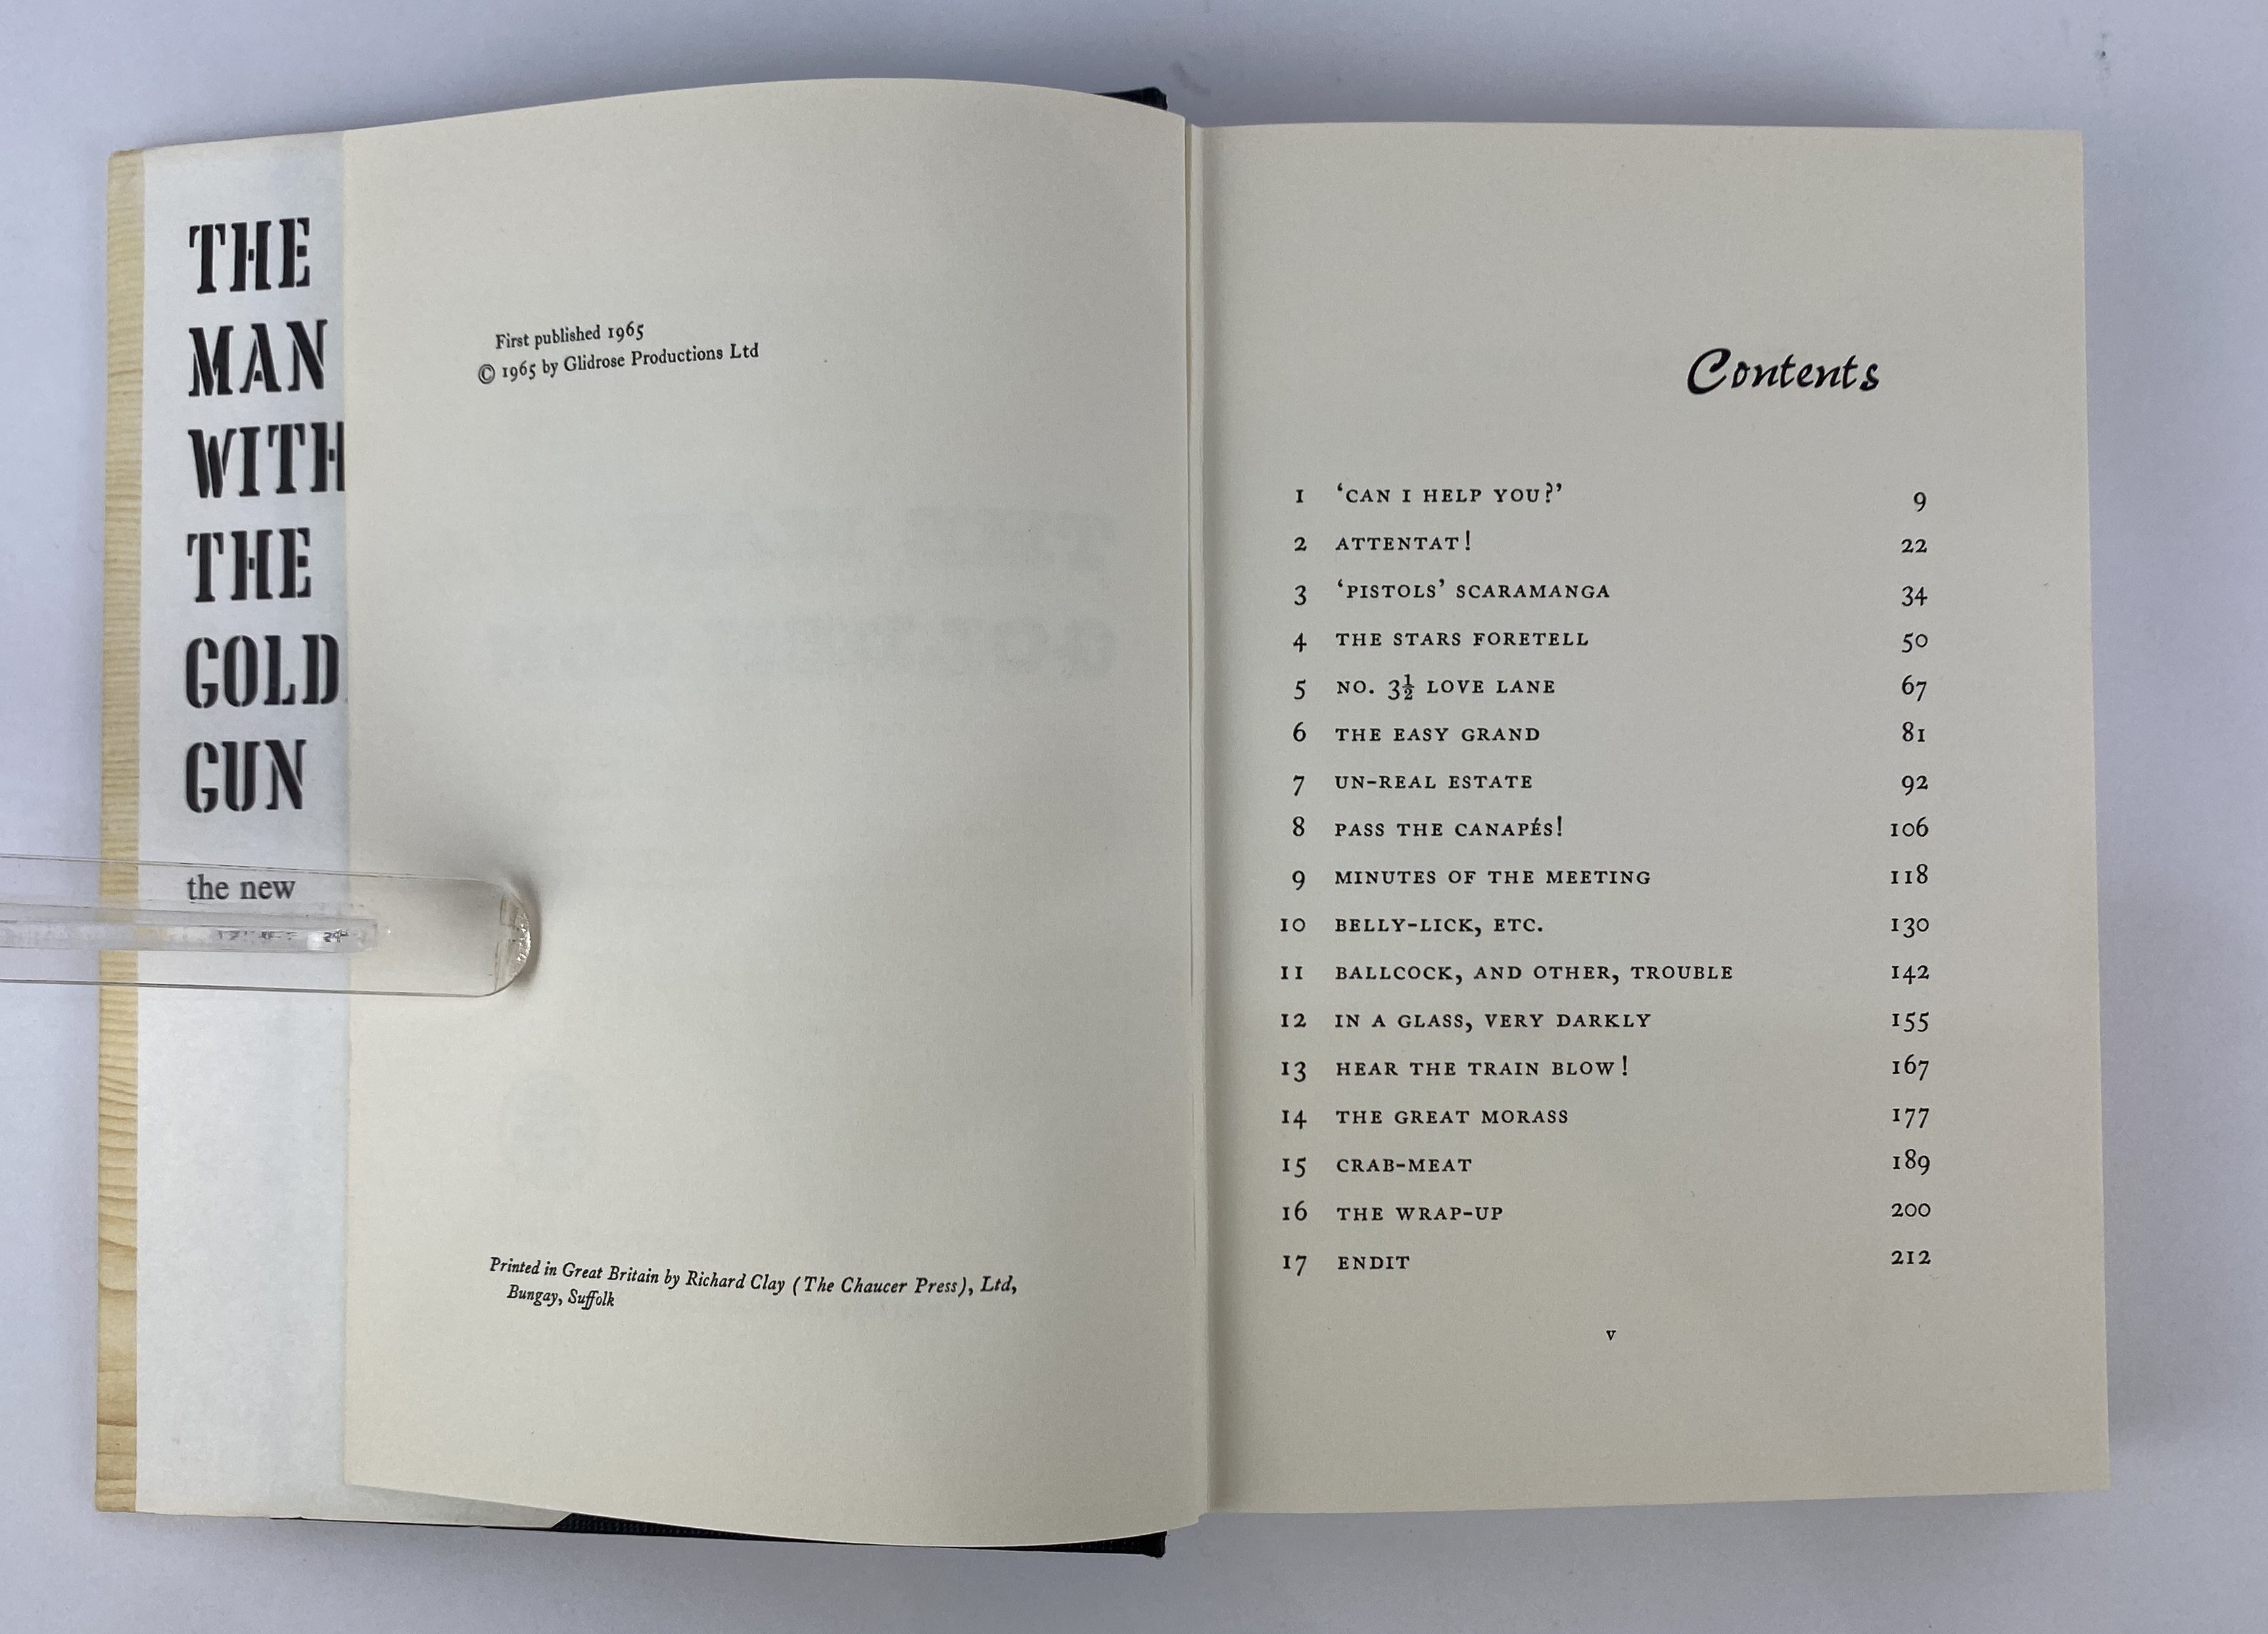 THE
MAN
WITH
THE
GOLD
GUN
the new
First published 1965
© 1965 by Glidrose Productions Ltd
Printed in Great Britain by Richard Clay (The Chaucer Press), Ltd,
Bungay, Suffolk
Contents
1 ‘CAN I HELP YOU?’ 9
2 ATTENTAT! 22
3 ‘PISTOLS’ SCARAMANGA 34
4 THE STARS FORETELL 50
5 NO. 3½ LOVE LANE 67
6 THE EASY GRAND 81
7 UN-REAL ESTATE 92
8 PASS THE CANAPÉS! 106
9 MINUTES OF THE MEETING 118
10 BELLY-LICK, ETC. 130
11 BALLCOCK, AND OTHER, TROUBLE 142
12 IN A GLASS, VERY DARKLY 155
13 HEAR THE TRAIN BLOW! 167
14 THE GREAT MORASS 177
15 CRAB-MEAT 189
16 THE WRAP-UP 200
17 ENDIT 212
v